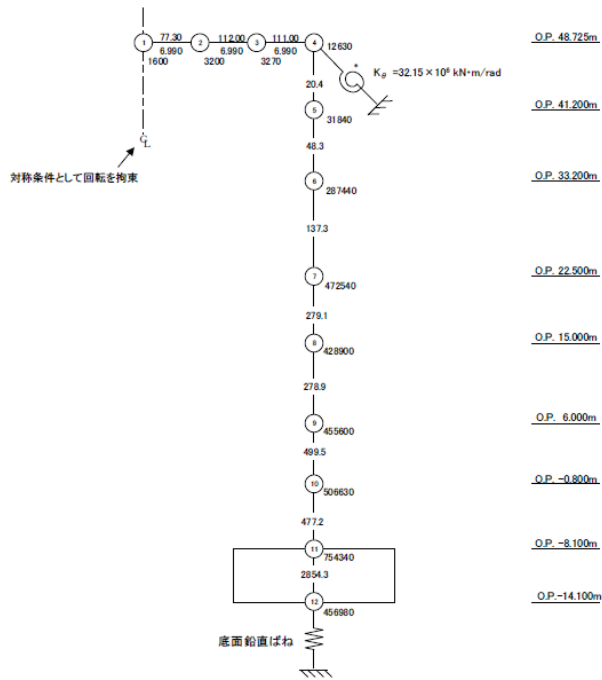 1 77.30 2 112.00 3 111.00 4 12630
6.990 6.990 6.990
1600 3200 3270
* Kθ =32.15×10⁶ kN・m/rad
O.P. 48.725m
20.4
5 31840
O.P. 41.200m
℄
対称条件として回転を拘束
48.3
6 287440
O.P. 33.200m
137.3
7 472540
O.P. 22.500m
279.1
8 428900
O.P. 15.000m
278.9
9 455600
O.P. 6.000m
499.5
10 506630
O.P. -0.800m
477.2
11 754340
O.P. -8.100m
2854.3
12 456980
O.P.-14.100m
底面鉛直ばね